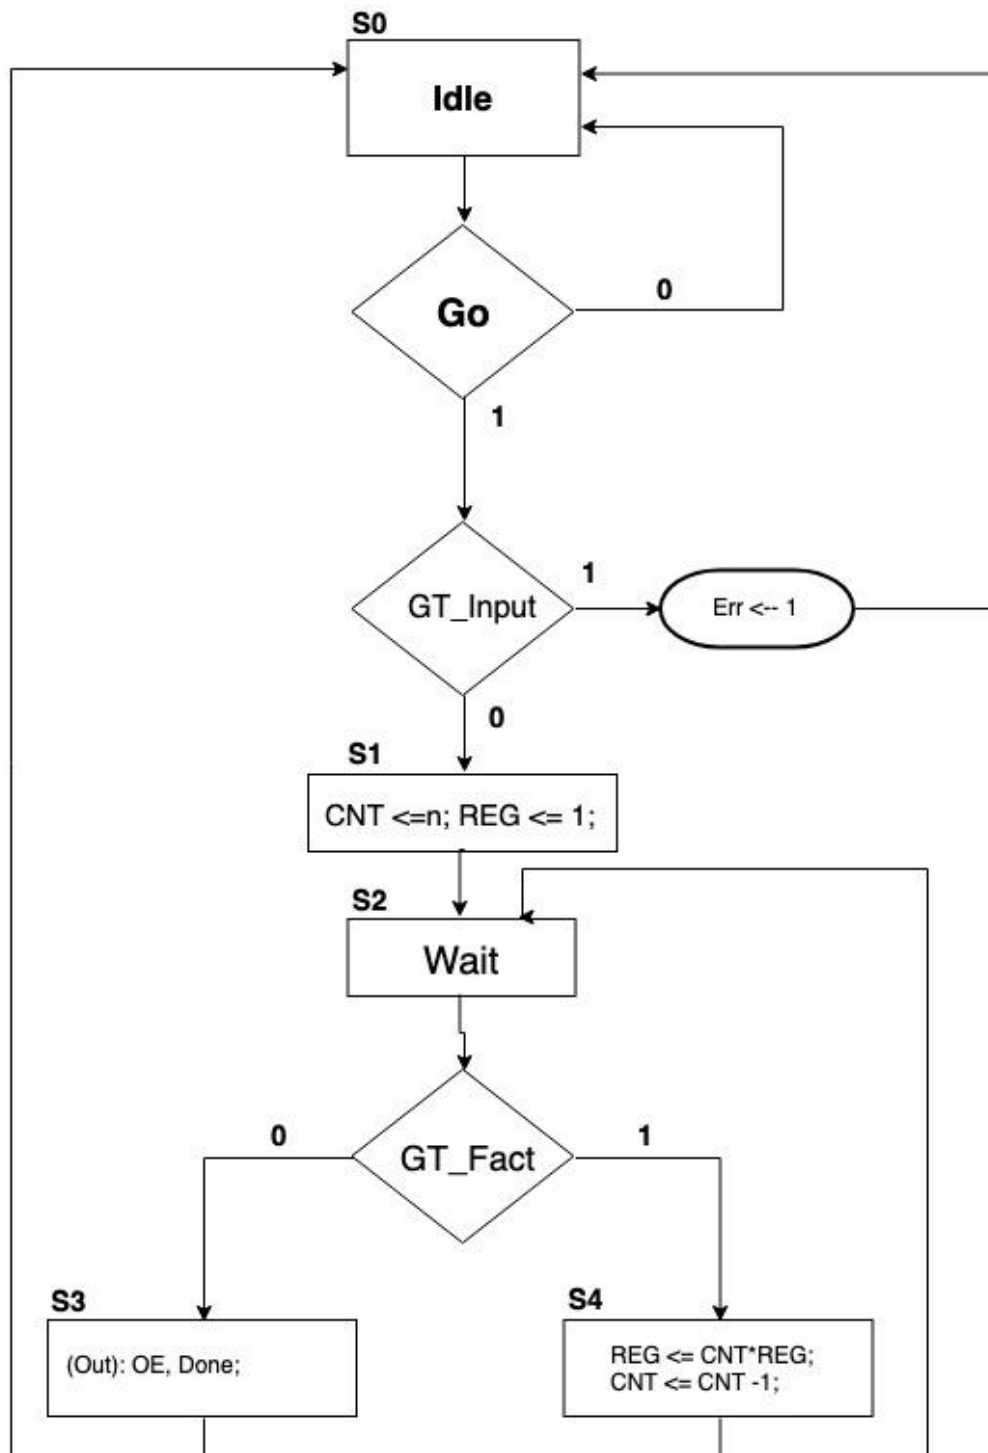 S0
Idle
Go
0
1
GT_Input
1
Err <-- 1
0
S1
CNT <=n; REG <= 1;
S2
Wait
GT_Fact
0
1
S3
(Out): OE, Done;
S4
REG <= CNT*REG;
CNT <= CNT -1;